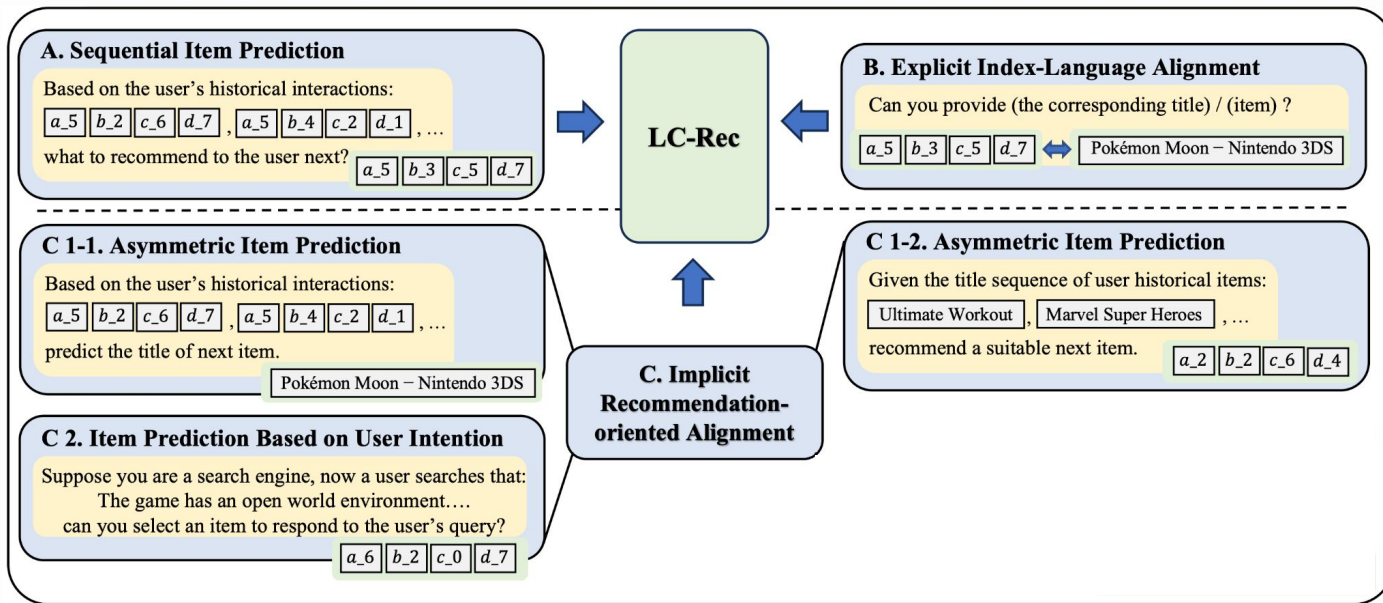 A. Sequential Item Prediction
Based on the user's historical interactions:
a_5 b_2 c_6 d_7 , a_5 b_4 c_2 d_1 , …
what to recommend to the user next?
a_5 b_3 c_5 d_7
LC-Rec
B. Explicit Index-Language Alignment
Can you provide (the corresponding title) / (item) ?
a_5 b_3 c_5 d_7 Pokémon Moon − Nintendo 3DS
C 1-1. Asymmetric Item Prediction
Based on the user's historical interactions:
a_5 b_2 c_6 d_7 , a_5 b_4 c_2 d_1 , …
predict the title of next item.
Pokémon Moon − Nintendo 3DS
C 1-2. Asymmetric Item Prediction
Given the title sequence of user historical items:
Ultimate Workout , Marvel Super Heroes , …
recommend a suitable next item.
a_2 b_2 c_6 d_4
C. Implicit
Recommendation-
oriented Alignment
C 2. Item Prediction Based on User Intention
Suppose you are a search engine, now a user searches that:
The game has an open world environment….
can you select an item to respond to the user's query?
a_6 b_2 c_0 d_7